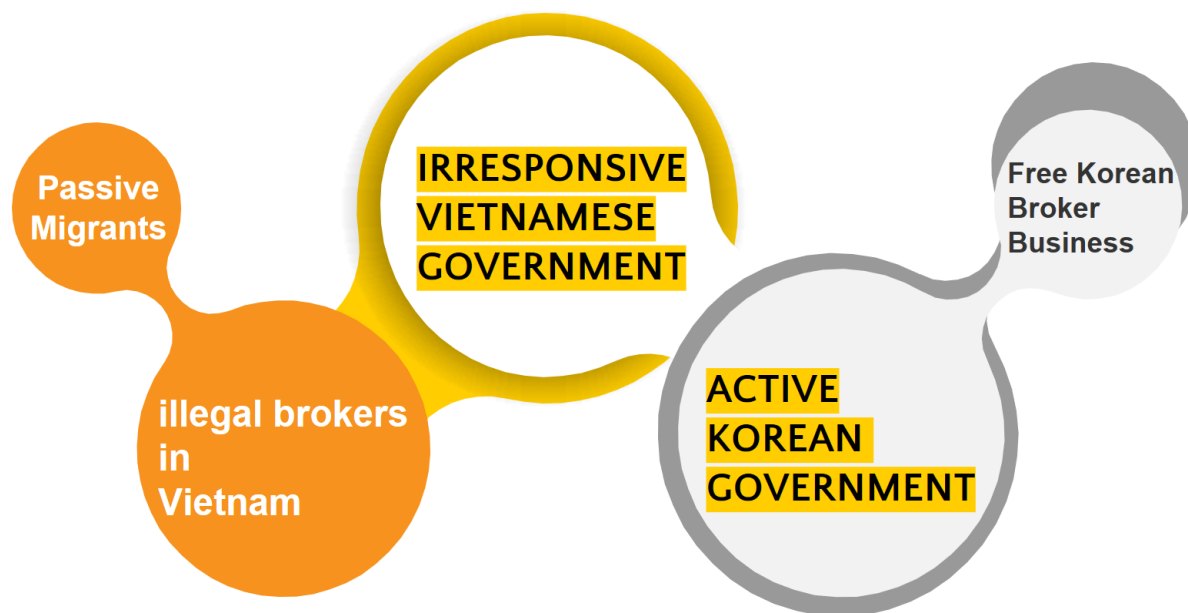 Passive
Migrants
illegal brokers
in
Vietnam
IRRESPONSIVE
VIETNAMESE
GOVERNMENT
ACTIVE
KOREAN
GOVERNMENT
Free Korean
Broker
Business